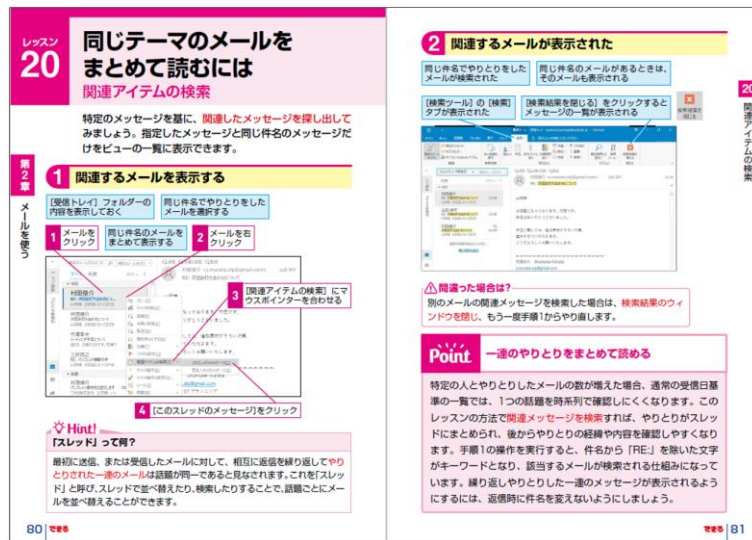 レッスン
20
同じテーマのメールを
まとめて読むには
関連アイテムの検索
特定のメッセージを基に、関連したメッセージを探し出して
みましょう。指定したメッセージと同じ件名のメッセージだ
けをビューの一覧に表示できます。
第2章
メールを使う
1 関連するメールを表示する
[受信トレイ]フォルダーの
内容を表示しておく
同じ件名でやりとりをした
メールを選択する
1 メールを
クリック
同じ件名のメールを
まとめて表示する
2 メールを右
クリック
3 [関連アイテムの検索]にマ
ウスポインターを合わせる
4 [このスレッドのメッセージ]をクリック
Hint!
「スレッド」って何?
最初に送信、または受信したメールに対して、相互に返信を繰り返してやり
とりされた一連のメールは話題が同一であると見なされます。これを「スレッ
ド」と呼び、スレッドで並べ替えたり、検索したりすることで、話題ごとにメー
ルを並べ替えることができます。
80 できる
2 関連するメールが表示された
同じ件名でやりとりをした
メールが検索された
同じ件名のメールがあるときは、
そのメールも表示される
[検索ツール]の[検索]
タブが表示された
[検索結果を閉じる]をクリックすると
メッセージの一覧が表示される
検索結果を
閉じる
20
関連アイテムの検索
間違った場合は?
別のメールの関連メッセージを検索した場合は、検索結果のウィ
ンドウを閉じ、もう一度手順1からやり直します。
Point
一連のやりとりをまとめて読める
特定の人とやりとりしたメールの数が増えた場合、通常の受信日基
準の一覧では、1つの話題を時系列で確認しにくくなります。この
レッスンの方法で関連メッセージを検索すれば、やりとりがスレッ
ドにまとめられ、後からやりとりの経緯や内容を確認しやすくなり
ます。手順1の操作を実行すると、件名から「RE:」を除いた文字
がキーワードとなり、該当するメールが検索される仕組みになって
います。繰り返しやりとりした一連のメッセージが表示されるよう
にするには、返信時に件名を変えないようにしましょう。
できる 81